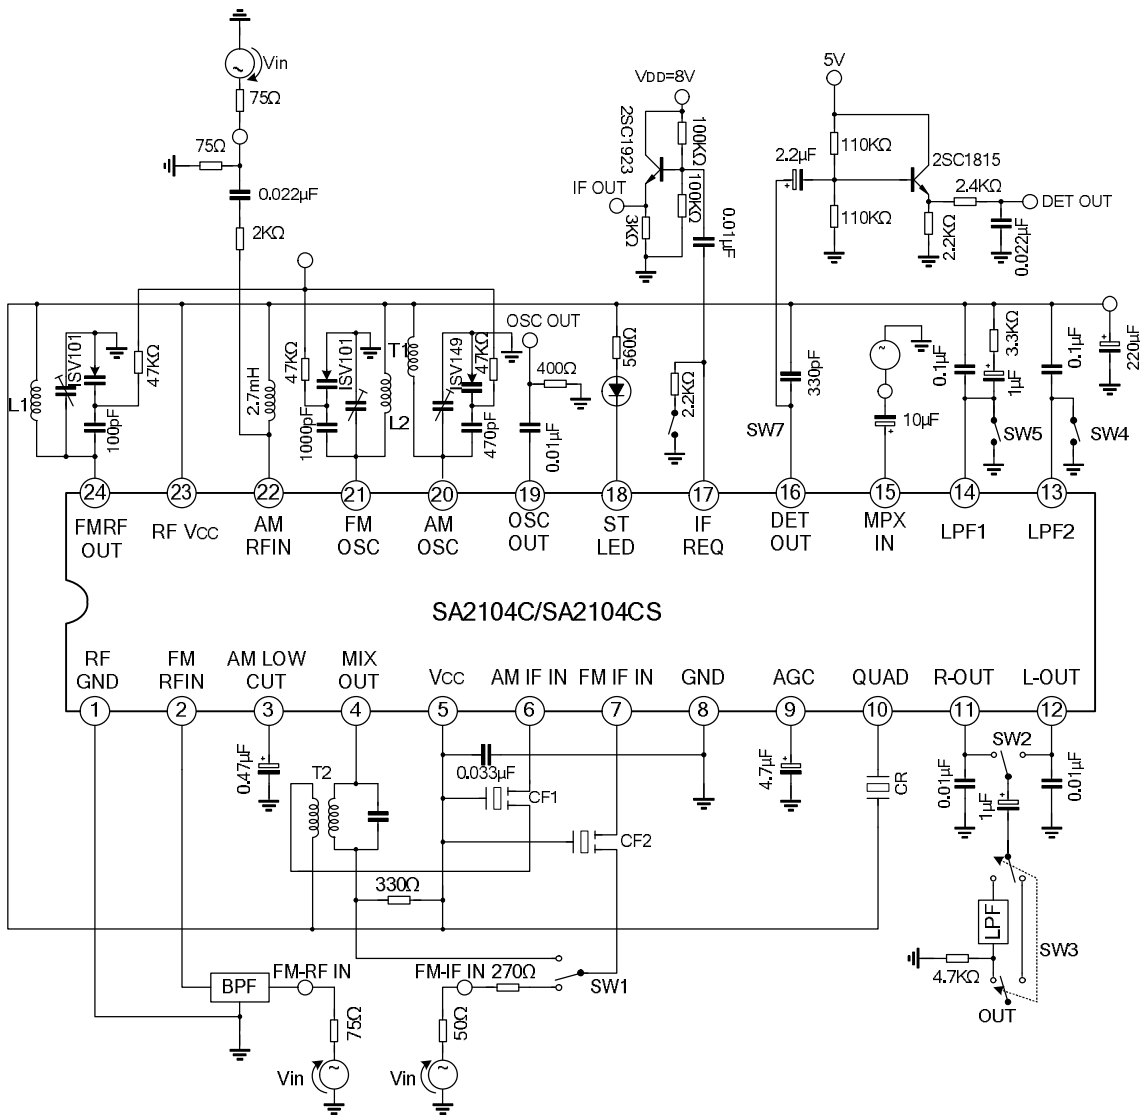 Vin
75Ω
75Ω
0.022µF
2KΩ
VDD=8V
2SC1923
100KΩ
100KΩ
IF OUT
3KΩ
0.01µF
5V
110KΩ
2.2µF
+
2SC1815
2.4KΩ
DET OUT
110KΩ
2.2KΩ
0.022µF
L1
ISV101
100pF
47KΩ
2.7mH
47KΩ
1000pF
ISV101
L2
T1
ISV149
47KΩ
470pF
OSC OUT
400Ω
0.01µF
560Ω
2.2KΩ
SW7
330pF
10µF
+
0.1µF
3.3KΩ
+
1µF
SW5
0.1µF
SW4
+
220µF
24 23 22 21 20 19 18 17 16 15 14 13
FMRF OUT
RF VCC
AM RFIN
FM OSC
AM OSC
OSC OUT
ST LED
IF REQ
DET OUT
MPX IN
LPF1
LPF2
SA2104C/SA2104CS
RF GND
FM RFIN
AM LOW CUT
MIX OUT
VCC
AM IF IN
FM IF IN
GND
AGC
QUAD
R-OUT
L-OUT
1 2 3 4 5 6 7 8 9 10 11 12
0.47µF
+
T2
0.033µF
CF1
CF2
330Ω
4.7µF
+
CR
0.01µF
SW2
+
1µF
0.01µF
LPF
4.7KΩ
SW3
OUT
BPF
FM-RF IN
75Ω
Vin
FM-IF IN
270Ω
SW1
50Ω
Vin